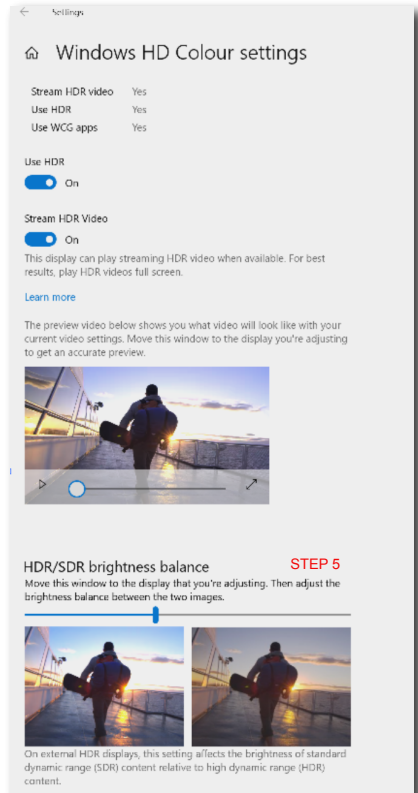 Settings
Windows HD Colour settings
Stream HDR video Yes
Use HDR Yes
Use WCG apps Yes
Use HDR
On
Stream HDR Video
On
This display can play streaming HDR video when available. For best
results, play HDR videos full screen.
Learn more
The preview video below shows you what video will look like with your
current video settings. Move this window to the display you're adjusting
to get an accurate preview.
HDR/SDR brightness balance STEP 5
Move this window to the display that you're adjusting. Then adjust the
brightness balance between the two images.
On external HDR displays, this setting affects the brightness of standard
dynamic range (SDR) content relative to high dynamic range (HDR)
content.